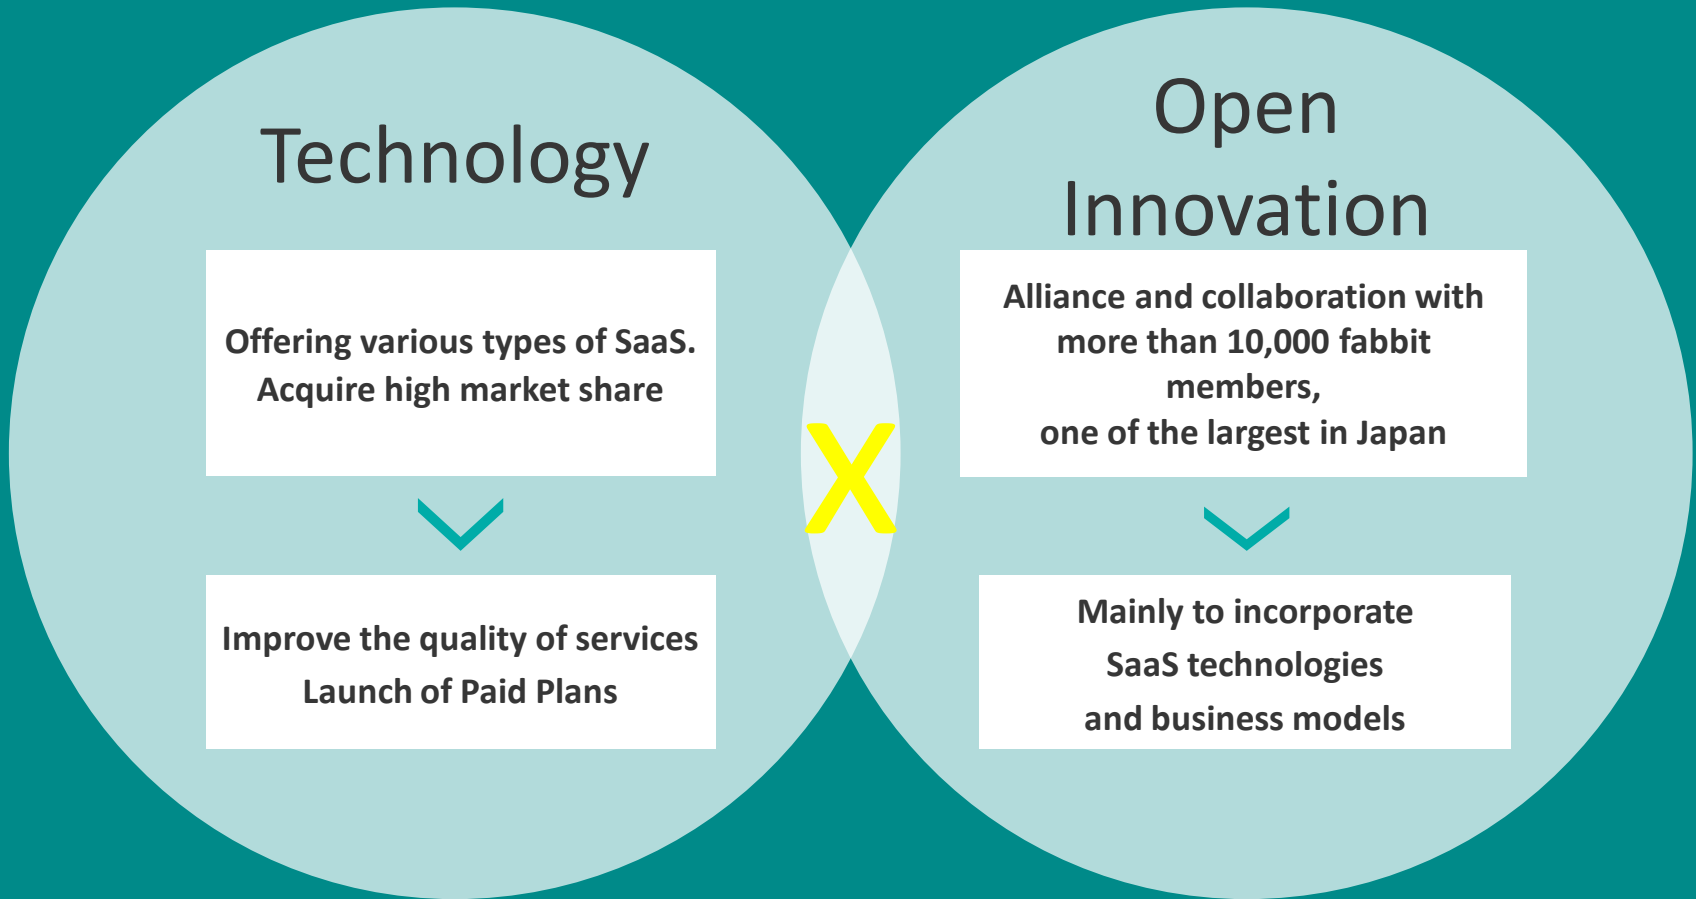 Technology
Offering various types of SaaS.
Acquire high market share
Improve the quality of services
Launch of Paid Plans
X
Open
Innovation
Alliance and collaboration with
more than 10,000 fabbit
members,
one of the largest in Japan
Mainly to incorporate
SaaS technologies
and business models